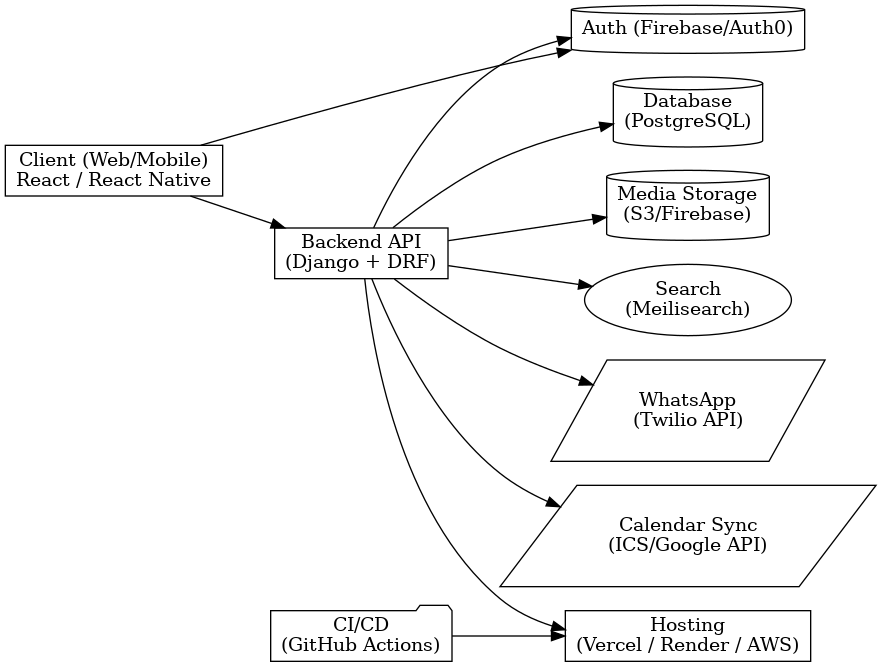 Auth (Firebase/Auth0)
Database
(PostgreSQL)
Client (Web/Mobile)
React / React Native
Media Storage
(S3/Firebase)
Backend API
(Django + DRF)
Search
(Meilisearch)
WhatsApp
(Twilio API)
Calendar Sync
(ICS/Google API)
CI/CD
(GitHub Actions)
Hosting
(Vercel / Render / AWS)